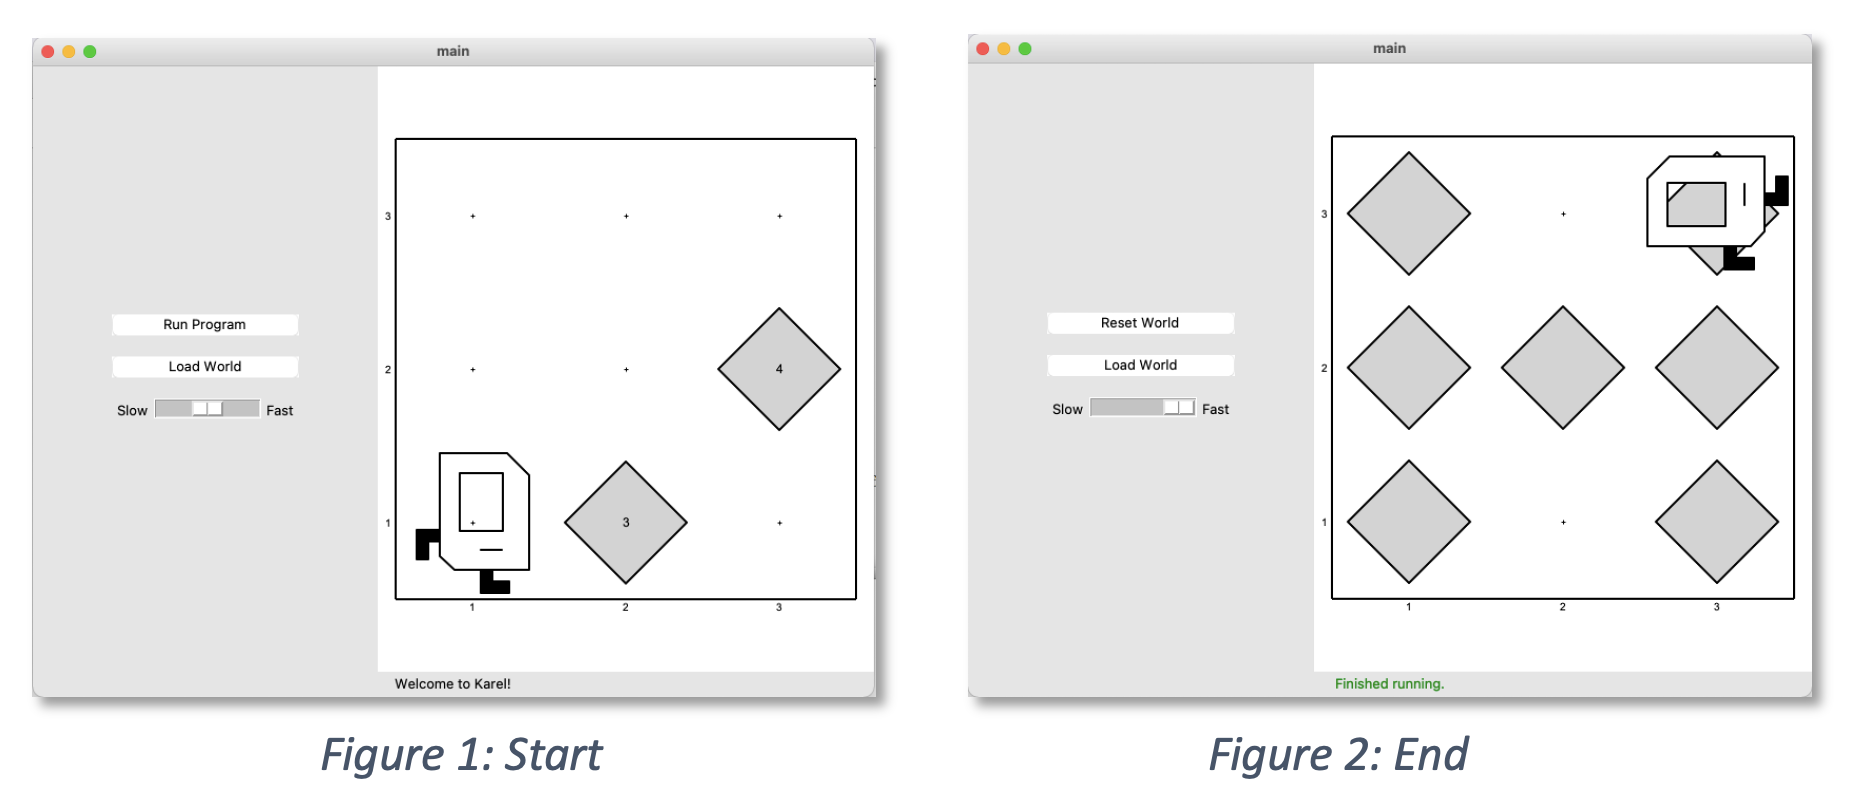 main
3
2
4
Run Program
Load World
Slow
Fast
1
3
1
2
3
Welcome to Karel!
Figure 1: Start
main
3
2
Reset World
Load World
Slow
Fast
1
1
2
3
Finished running.
Figure 2: End